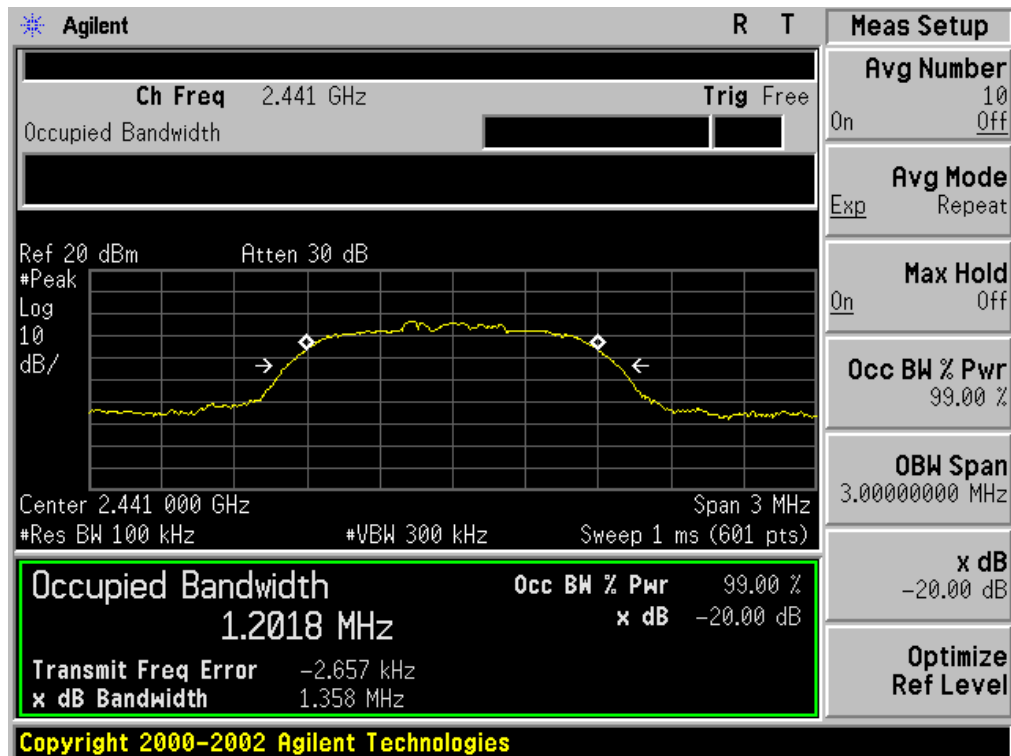 Agilent R T
Ch Freq 2.441 GHz Trig Free
Occupied Bandwidth
Ref 20 dBm Atten 30 dB
#Peak
Log
10
dB/
Center 2.441 000 GHz Span 3 MHz
#Res BW 100 kHz #VBW 300 kHz Sweep 1 ms (601 pts)
Occupied Bandwidth
1.2018 MHz
Occ BW % Pwr 99.00 %
x dB -20.00 dB
Transmit Freq Error -2.657 kHz
x dB Bandwidth 1.358 MHz
Copyright 2000-2002 Agilent Technologies
Meas Setup
Avg Number
10
On Off
Avg Mode
Exp Repeat
Max Hold
On Off
Occ BW % Pwr
99.00 %
OBW Span
3.00000000 MHz
x dB
-20.00 dB
Optimize
Ref Level